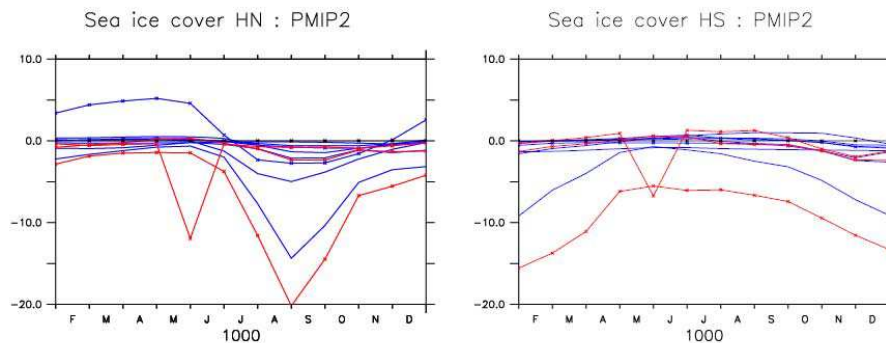 Sea ice cover HN : PMIP2
10.0
0.0
-10.0
-20.0
F M A M J J A S O N D
1000
Sea ice cover HS : PMIP2
10.0
0.0
-10.0
-20.0
F M A M J J A S O N D
1000